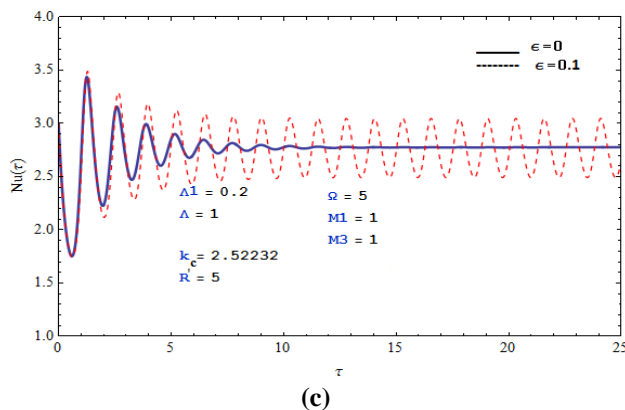 4.0
3.5
3.0
2.5
2.0
1.5
1.0
Nu(τ)
ϵ=0
ϵ=0.1
Λ1 = 0.2
Λ = 1
k_c = 2.52232
R' = 5
Ω = 5
M1 = 1
M3 = 1
0 5 10 15 20 25
τ
(c)